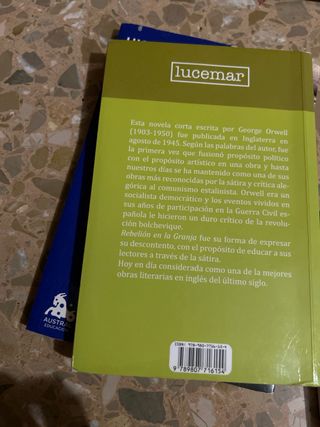 lucemar
Esta novela corta escrita por George Orwell
(1903-1950) fue publicada en Inglaterra en
agosto de 1945. Según las palabras del autor, fue
la primera vez que fusionó propósito político
con el propósito artístico en una obra y hasta
nuestros días se ha mantenido como una de sus
obras más reconocidas por la sátira y crítica ale-
górica al comunismo estalinista. Orwell era un
socialista democrático y los eventos vividos en
sus años de participación en la Guerra Civil es-
pañola le hicieron un duro crítico de la revolu-
ción bolchevique.
Rebelión en la Granja fue su forma de expresar
su descontento, con el propósito de educar a sus
lectores a través de la sátira.
Hoy en día considerada como una de la mejores
obras literarias en inglés del último siglo.
9 789807 716154
AUSTRAL